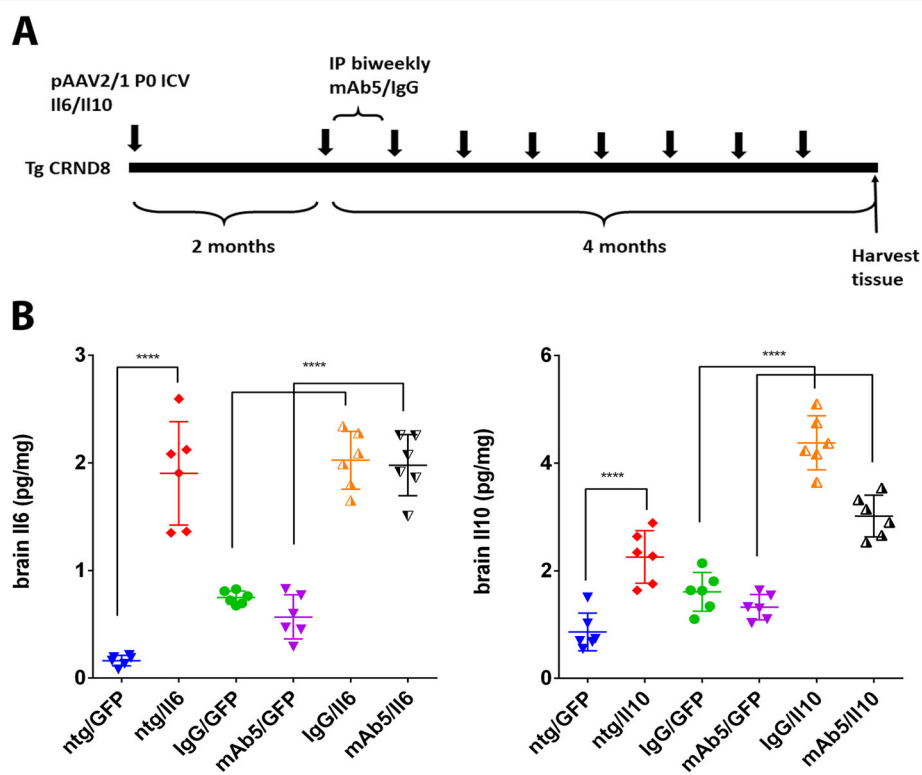 A
pAAV2/1 P0 ICV
Il6/Il10
IP biweekly
mAb5/IgG
Tg CRND8
2 months
4 months
Harvest
tissue
B
brain Il6 (pg/mg)
3
2
1
0
****
****
ntg/GFP
ntg/Il6
IgG/GFP
mAb5/GFP
IgG/Il6
mAb5/Il6
brain Il10 (pg/mg)
6
4
2
0
****
****
ntg/GFP
ntg/Il10
IgG/GFP
mAb5/GFP
IgG/Il10
mAb5/Il10